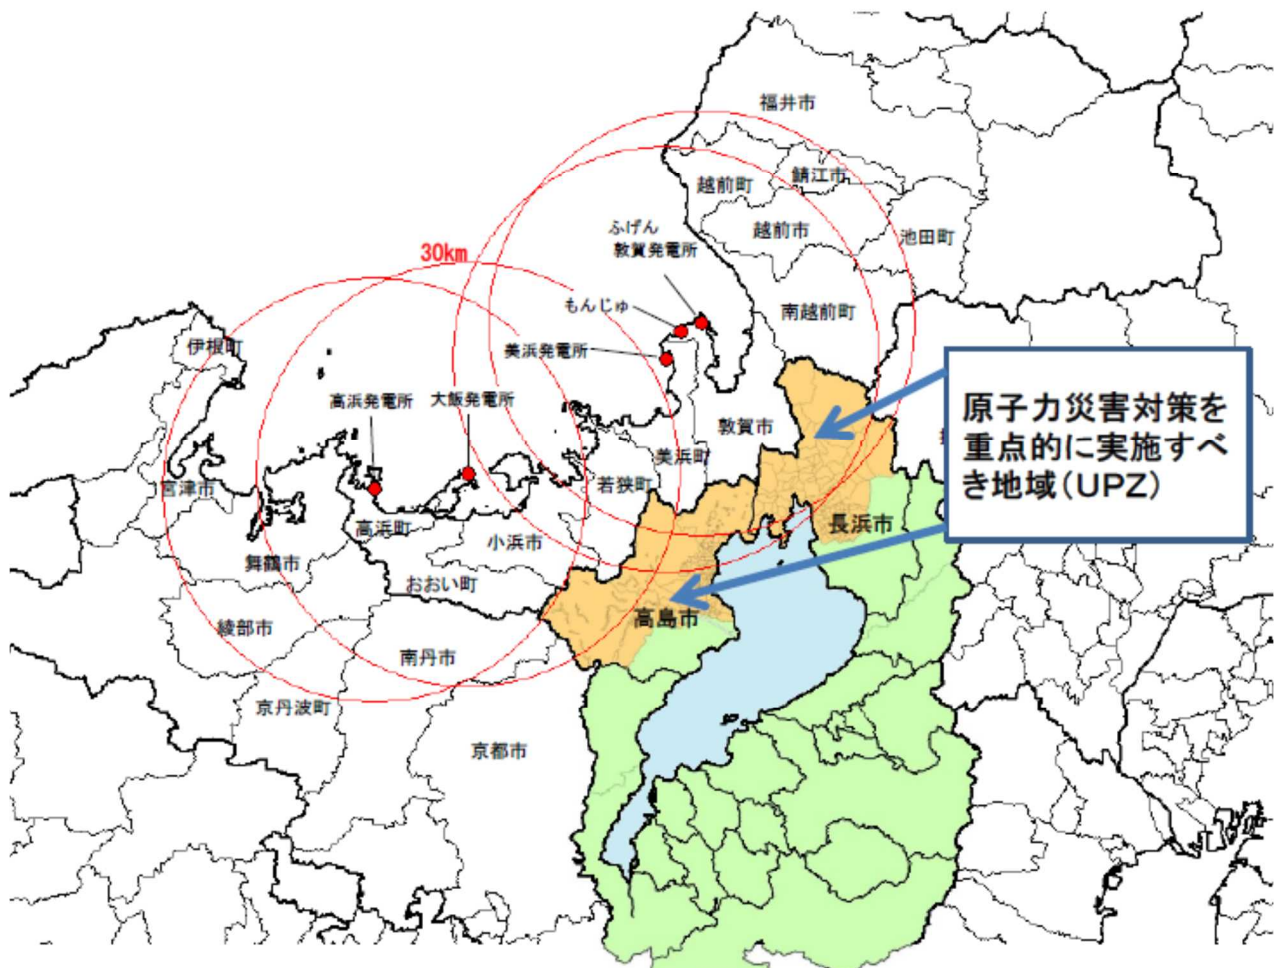 福井市
越前町
鯖江市
ふげん
敦賀発電所
越前市
池田町
30km
もんじゅ
南越前町
伊根町
美浜発電所
高浜発電所
大飯発電所
敦賀市
原子力災害対策を
重点的に実施すべ
き地域(UPZ)
美浜町
若狭町
宮津市
高浜町
小浜市
長浜市
舞鶴市
おおい町
高島市
綾部市
南丹市
京丹波町
京都市